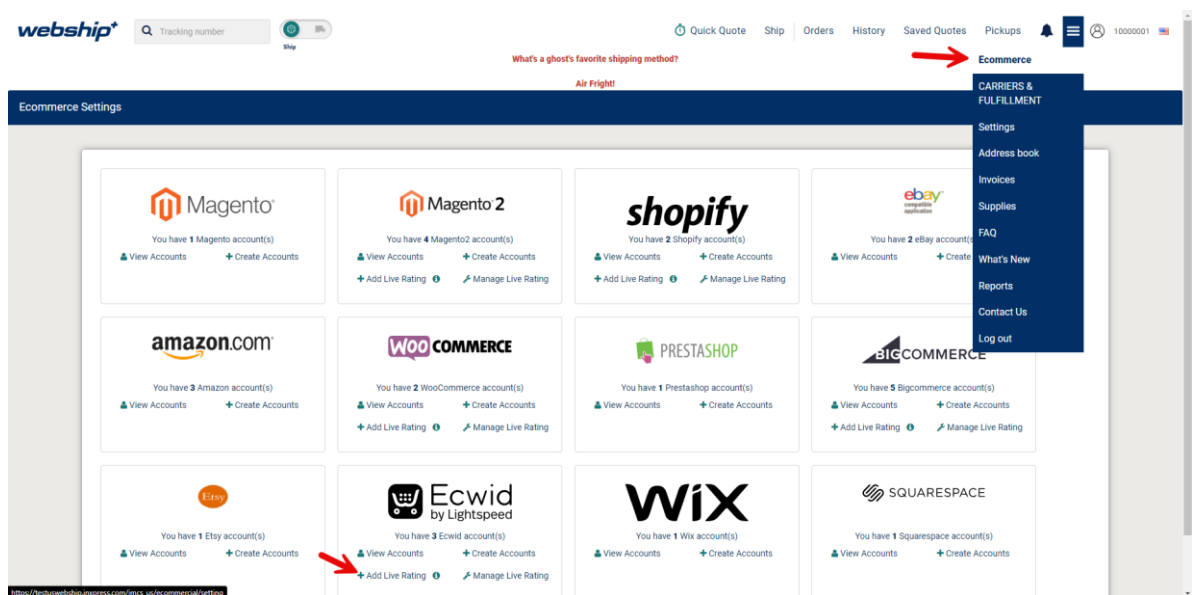 webship+
Tracking number
Ship
Quick Quote
Ship
Orders
History
Saved Quotes
Pickups
10000001
What's a ghost's favorite shipping method?
Air Fright!
Ecommerce
CARRIERS &
FULFILLMENT
Settings
Address book
Invoices
Supplies
FAQ
What's New
Reports
Contact Us
Log out
Ecommerce Settings
Magento
You have 1 Magento account(s)
View Accounts
Create Accounts
Magento 2
You have 4 Magento2 account(s)
View Accounts
Create Accounts
Add Live Rating
Manage Live Rating
shopify
You have 2 Shopify account(s)
View Accounts
Create Accounts
Add Live Rating
Manage Live Rating
ebay
compatible
application
You have 2 eBay account(s
View Accounts
Create
amazon.com
You have 3 Amazon account(s)
View Accounts
Create Accounts
WOO COMMERCE
You have 2 WooCommerce account(s)
View Accounts
Create Accounts
Add Live Rating
Manage Live Rating
PRESTASHOP
You have 1 Prestashop account(s)
View Accounts
Create Accounts
BIGCOMMERCE
You have 5 Bigcommerce account(s)
View Accounts
Create Accounts
Add Live Rating
Manage Live Rating
Etsy
You have 1 Etsy account(s)
View Accounts
Create Accounts
Ecwid
by Lightspeed
You have 3 Ecwid account(s)
View Accounts
Create Accounts
Add Live Rating
Manage Live Rating
WiX
You have 1 Wix account(s)
View Accounts
Create Accounts
SQUARESPACE
You have 1 Squarespace account(s)
View Accounts
Create Accounts
https://testuswebship.inxpress.com/imcs_us/ecommercial/setting